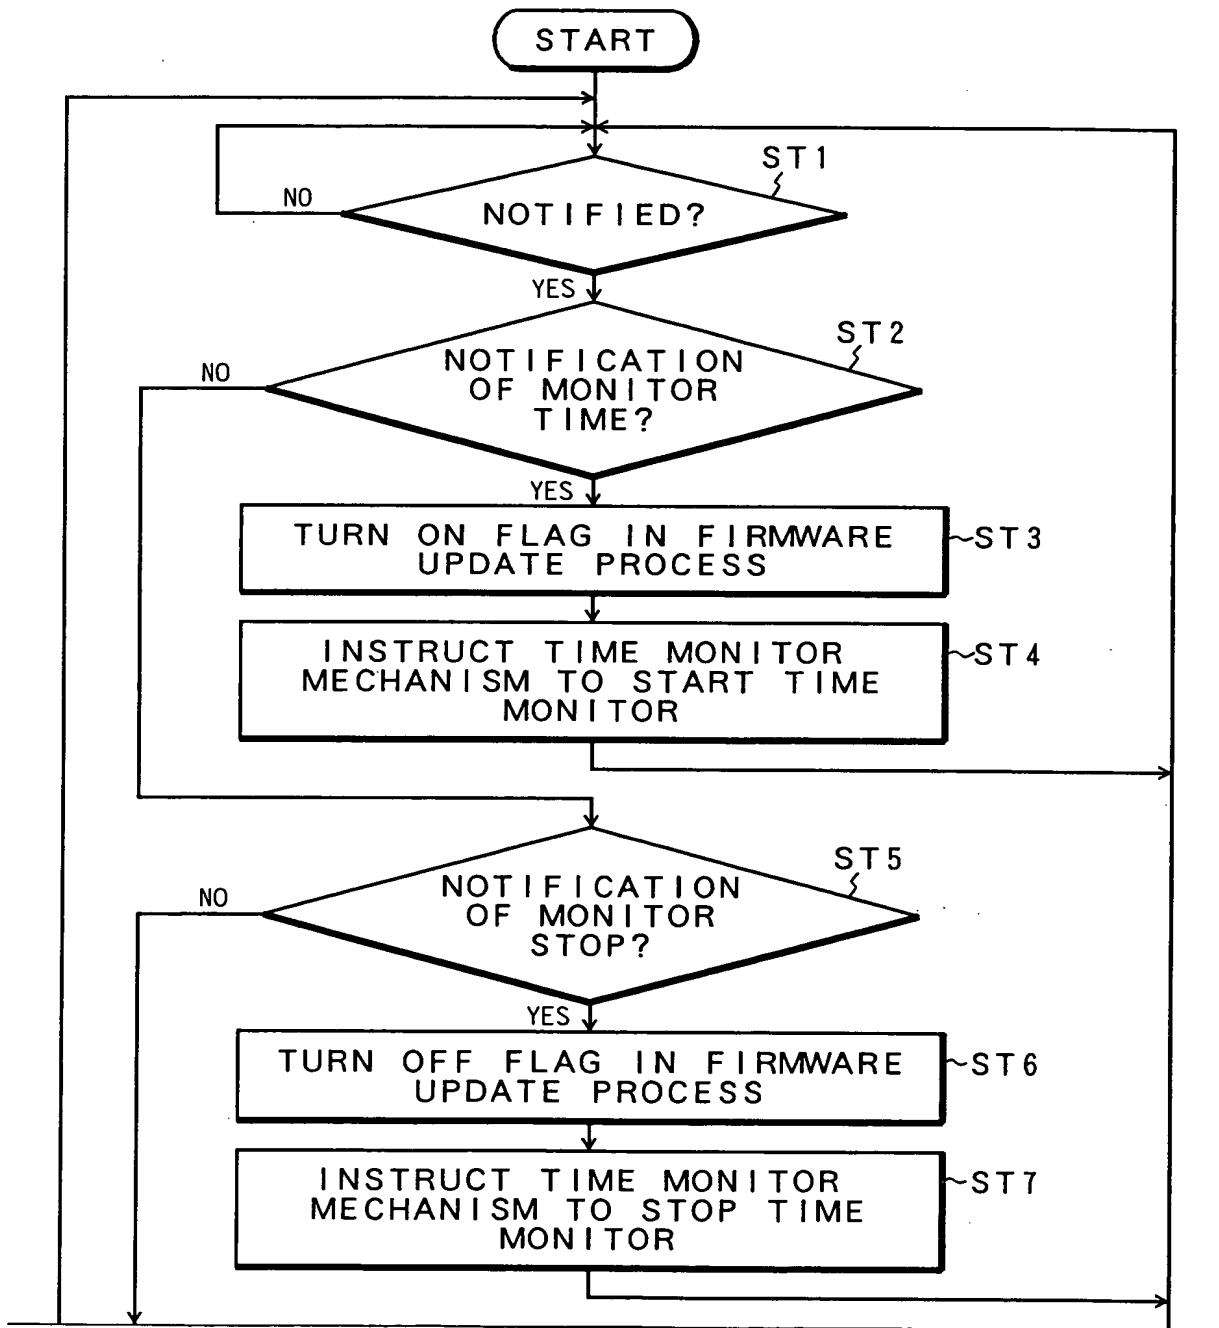 START
ST1
NO
NOTIFIED?
YES
ST2
NO
NOTIFICATION
OF MONITOR
TIME?
YES
TURN ON FLAG IN FIRMWARE
UPDATE PROCESS
ST3
INSTRUCT TIME MONITOR
MECHANISM TO START TIME
MONITOR
ST4
ST5
NO
NOTIFICATION
OF MONITOR
STOP?
YES
TURN OFF FLAG IN FIRMWARE
UPDATE PROCESS
ST6
INSTRUCT TIME MONITOR
MECHANISM TO STOP TIME
MONITOR
ST7